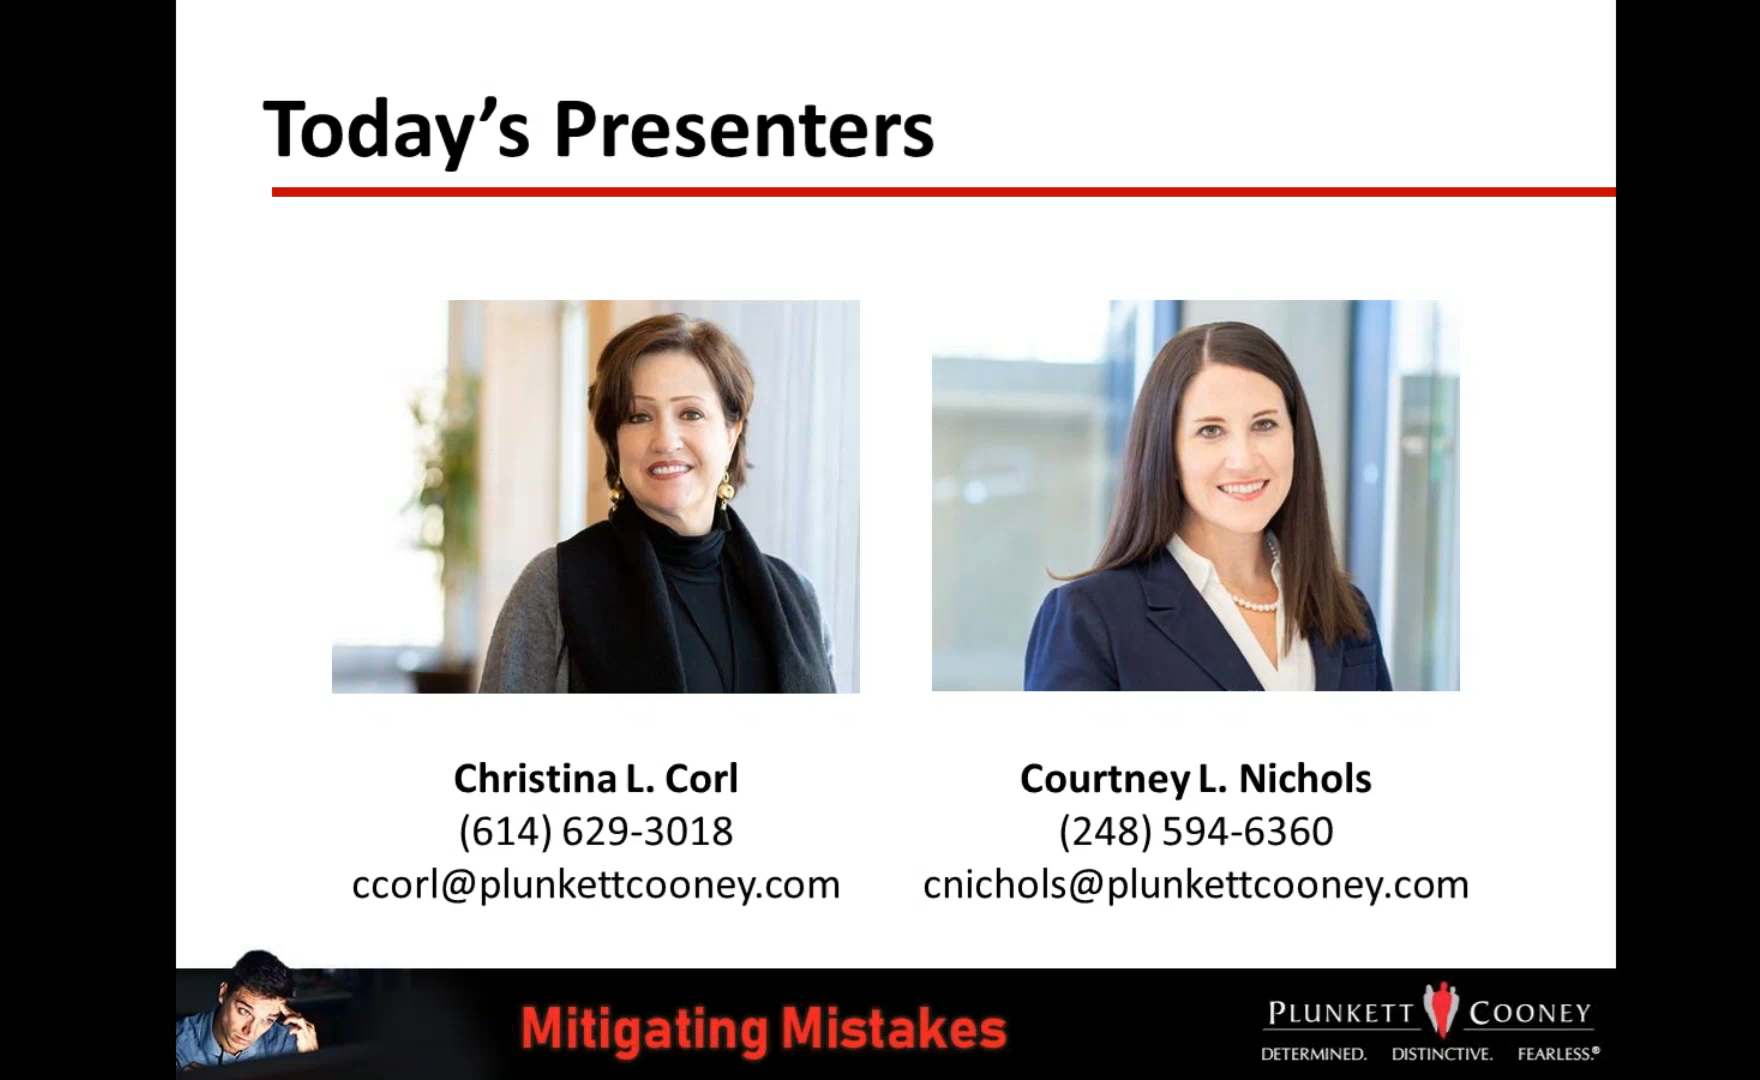 Today’s Presenters
Christina L. Corl
(614) 629-3018
ccorl@plunkettcooney.com
Courtney L. Nichols
(248) 594-6360
cnichols@plunkettcooney.com
Mitigating Mistakes
PLUNKETT COONEY
DETERMINED. DISTINCTIVE. FEARLESS.®